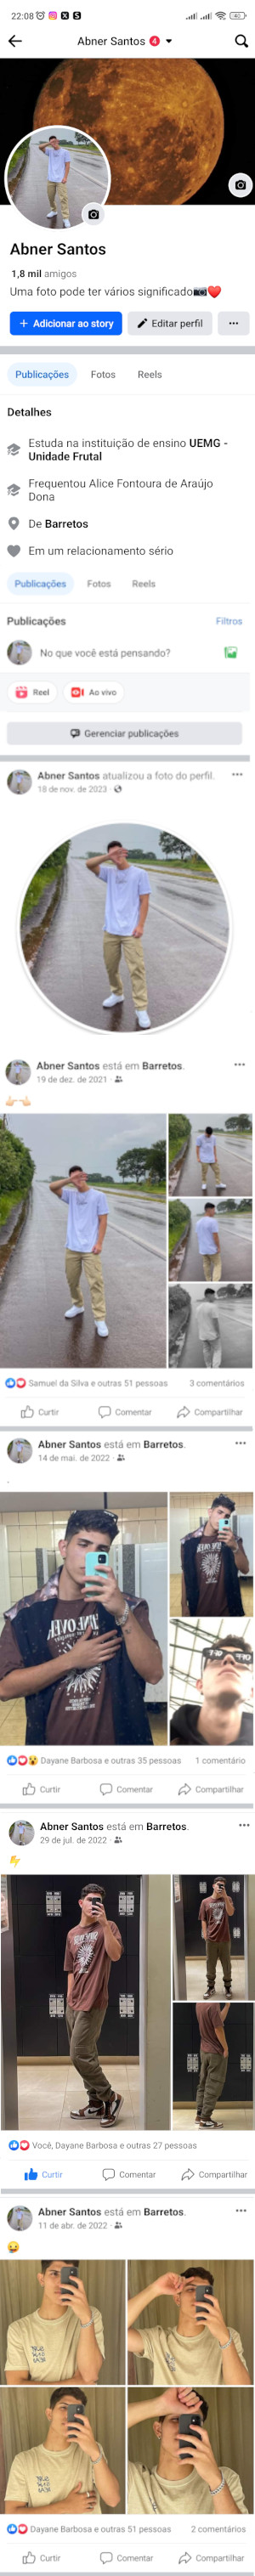 22:08
Abner Santos 4
Abner Santos
1,8 mil amigos
Uma foto pode ter vários significado📷❤️
+ Adicionar ao story
Editar perfil
Publicações Fotos Reels
Detalhes
Estuda na instituição de ensino UEMG -
Unidade Frutal
Frequentou Alice Fontoura de Araújo
Dona
De Barretos
Em um relacionamento sério
Publicações Fotos Reels
Publicações Filtros
No que você está pensando?
Reel Ao vivo
Gerenciar publicações
Abner Santos atualizou a foto do perfil.
18 de nov. de 2023
Abner Santos está em Barretos.
19 de dez. de 2021
Samuel da Silva e outras 51 pessoas 3 comentários
Curtir Comentar Compartilhar
Abner Santos está em Barretos.
14 de mai. de 2022
.
Dayane Barbosa e outras 35 pessoas 1 comentário
Curtir Comentar Compartilhar
Abner Santos está em Barretos.
29 de jul. de 2022
⚡
Você, Dayane Barbosa e outras 27 pessoas
Curtir Comentar Compartilhar
Abner Santos está em Barretos.
11 de abr. de 2022
Dayane Barbosa e outras 51 pessoas 2 comentários
Curtir Comentar Compartilhar